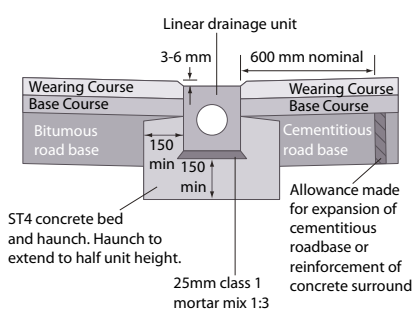 Linear drainage unit
3-6 mm
600 mm nominal
Wearing Course
Wearing Course
Base Course
Base Course
Bitumous
road base
Cementitious
road base
150
min
150
min
ST4 concrete bed
and haunch. Haunch to
extend to half unit height.
Allowance made
for expansion of
cementitious
roadbase or
reinforcement of
concrete surround
25mm class 1
mortar mix 1:3